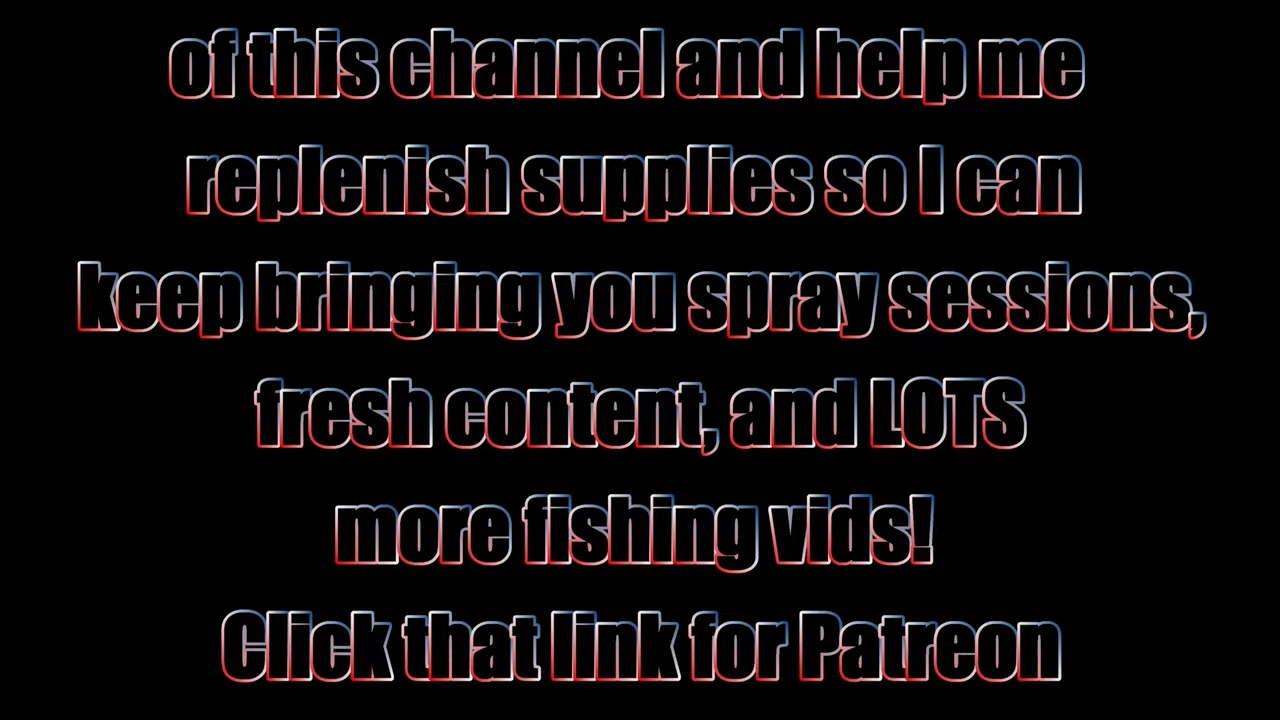 of this channel and help me
replenish supplies so I can
keep bringing you spray sessions,
fresh content, and LOTS
more fishing vids!
Click that link for Patreon